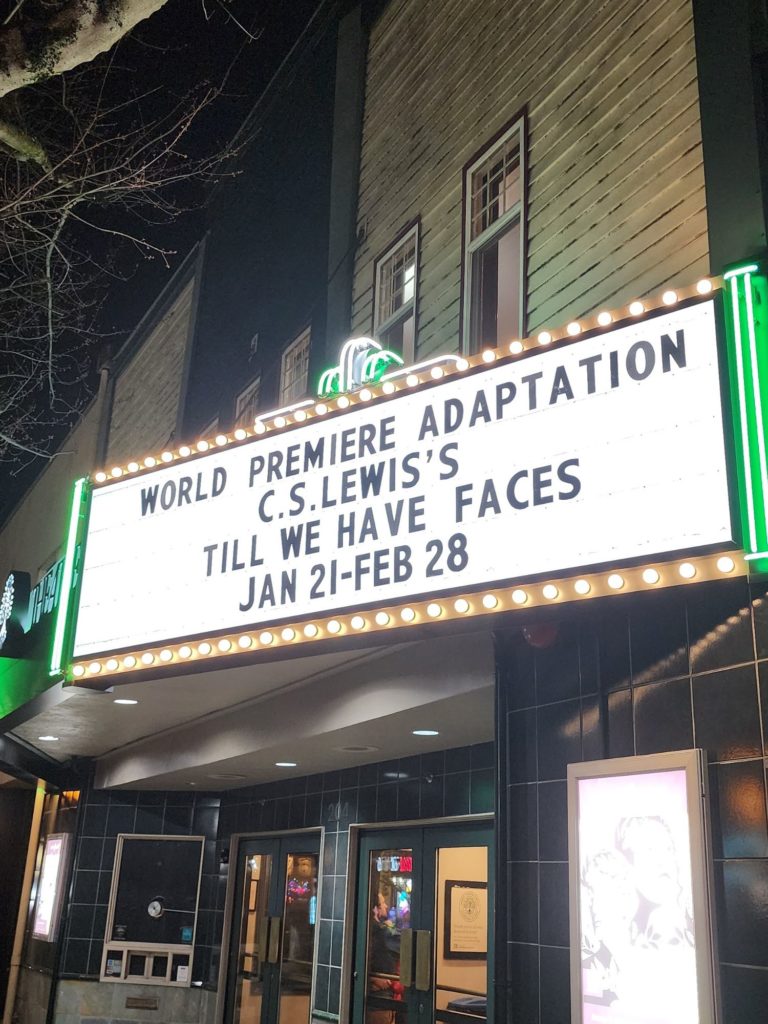 WORLD PREMIERE ADAPTATION
C.S.LEWIS'S
TILL WE HAVE FACES
JAN 21-FEB 28